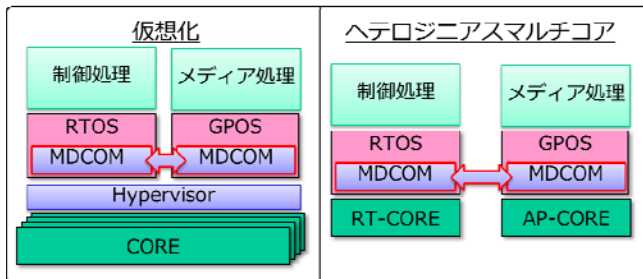 仮想化
制御処理
メディア処理
RTOS
GPOS
MDCOM
MDCOM
Hypervisor
CORE
ヘテロジニアスマルチコア
制御処理
メディア処理
RTOS
GPOS
MDCOM
MDCOM
RT-CORE
AP-CORE